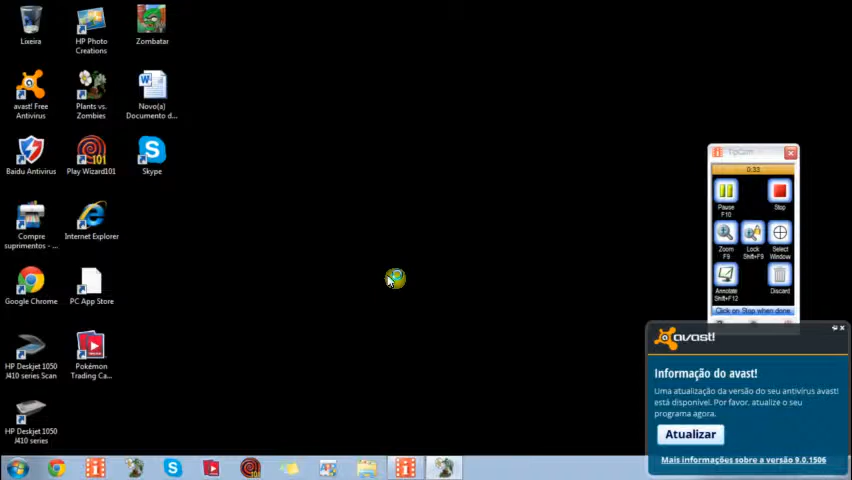 Lixeira
HP Photo
Creations
Zombatar
avast! Free
Antivirus
Plants vs.
Zombies
Novo(a)
Documento d...
Baidu Antivirus
Play Wizard101
Skype
Compre
suprimentos - ...
Internet Explorer
Google Chrome
PC App Store
HP Deskjet 1050
J410 series Scan
Pokémon
Trading Ca...
HP Deskjet 1050
J410 series
0:33
Pause
F10
Stop
Zoom
F9
Lock
Shift+F9
Select
Window
Annotate
Shift+F12
Discard
Click on Stop when done
avast!
Informação do avast!
Uma atualização da versão do seu antivírus avast!
está disponível. Por favor, atualize o seu
programa agora.
Atualizar
Mais informações sobre a versão 9.0.1506